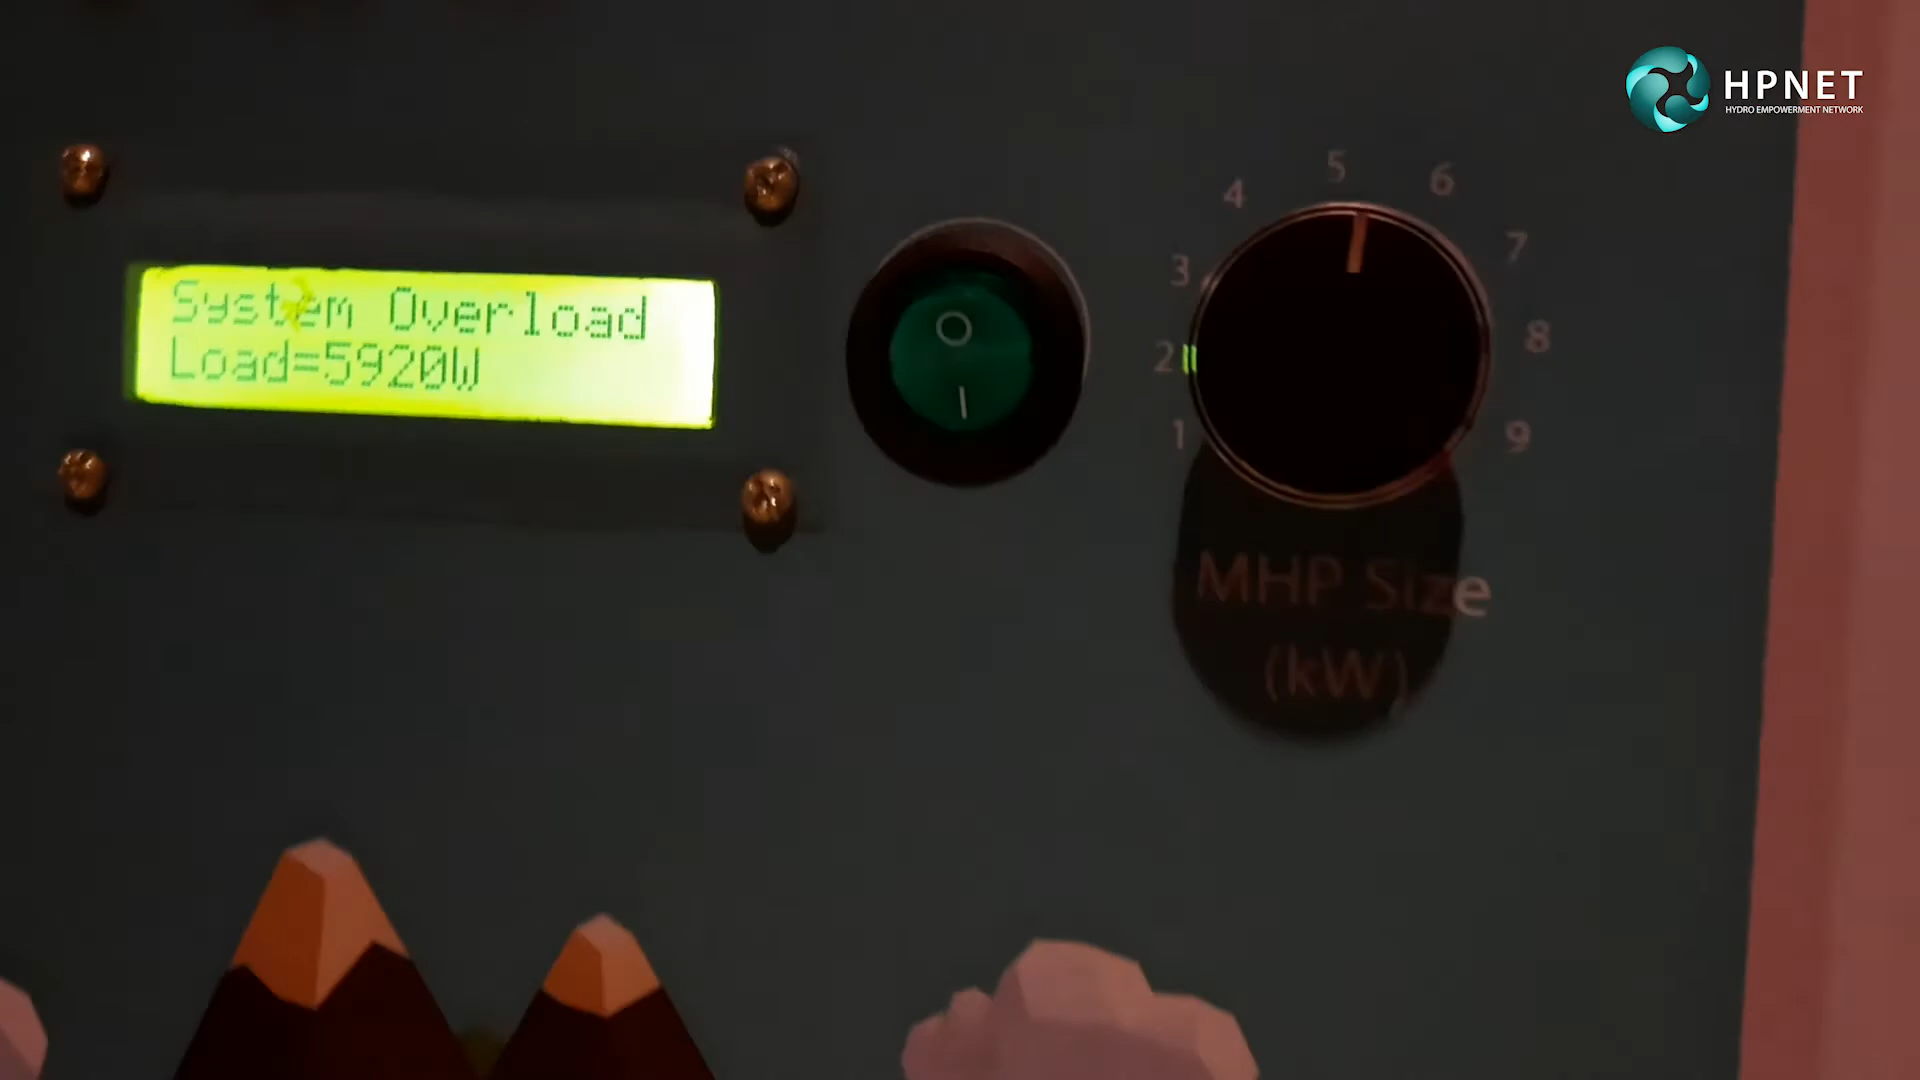 HPNET
HYDRO EMPOWERMENT NETWORK
System Overload
Load=5920W
1
2
3
4
5
6
7
8
9
MHP Size
(kW)